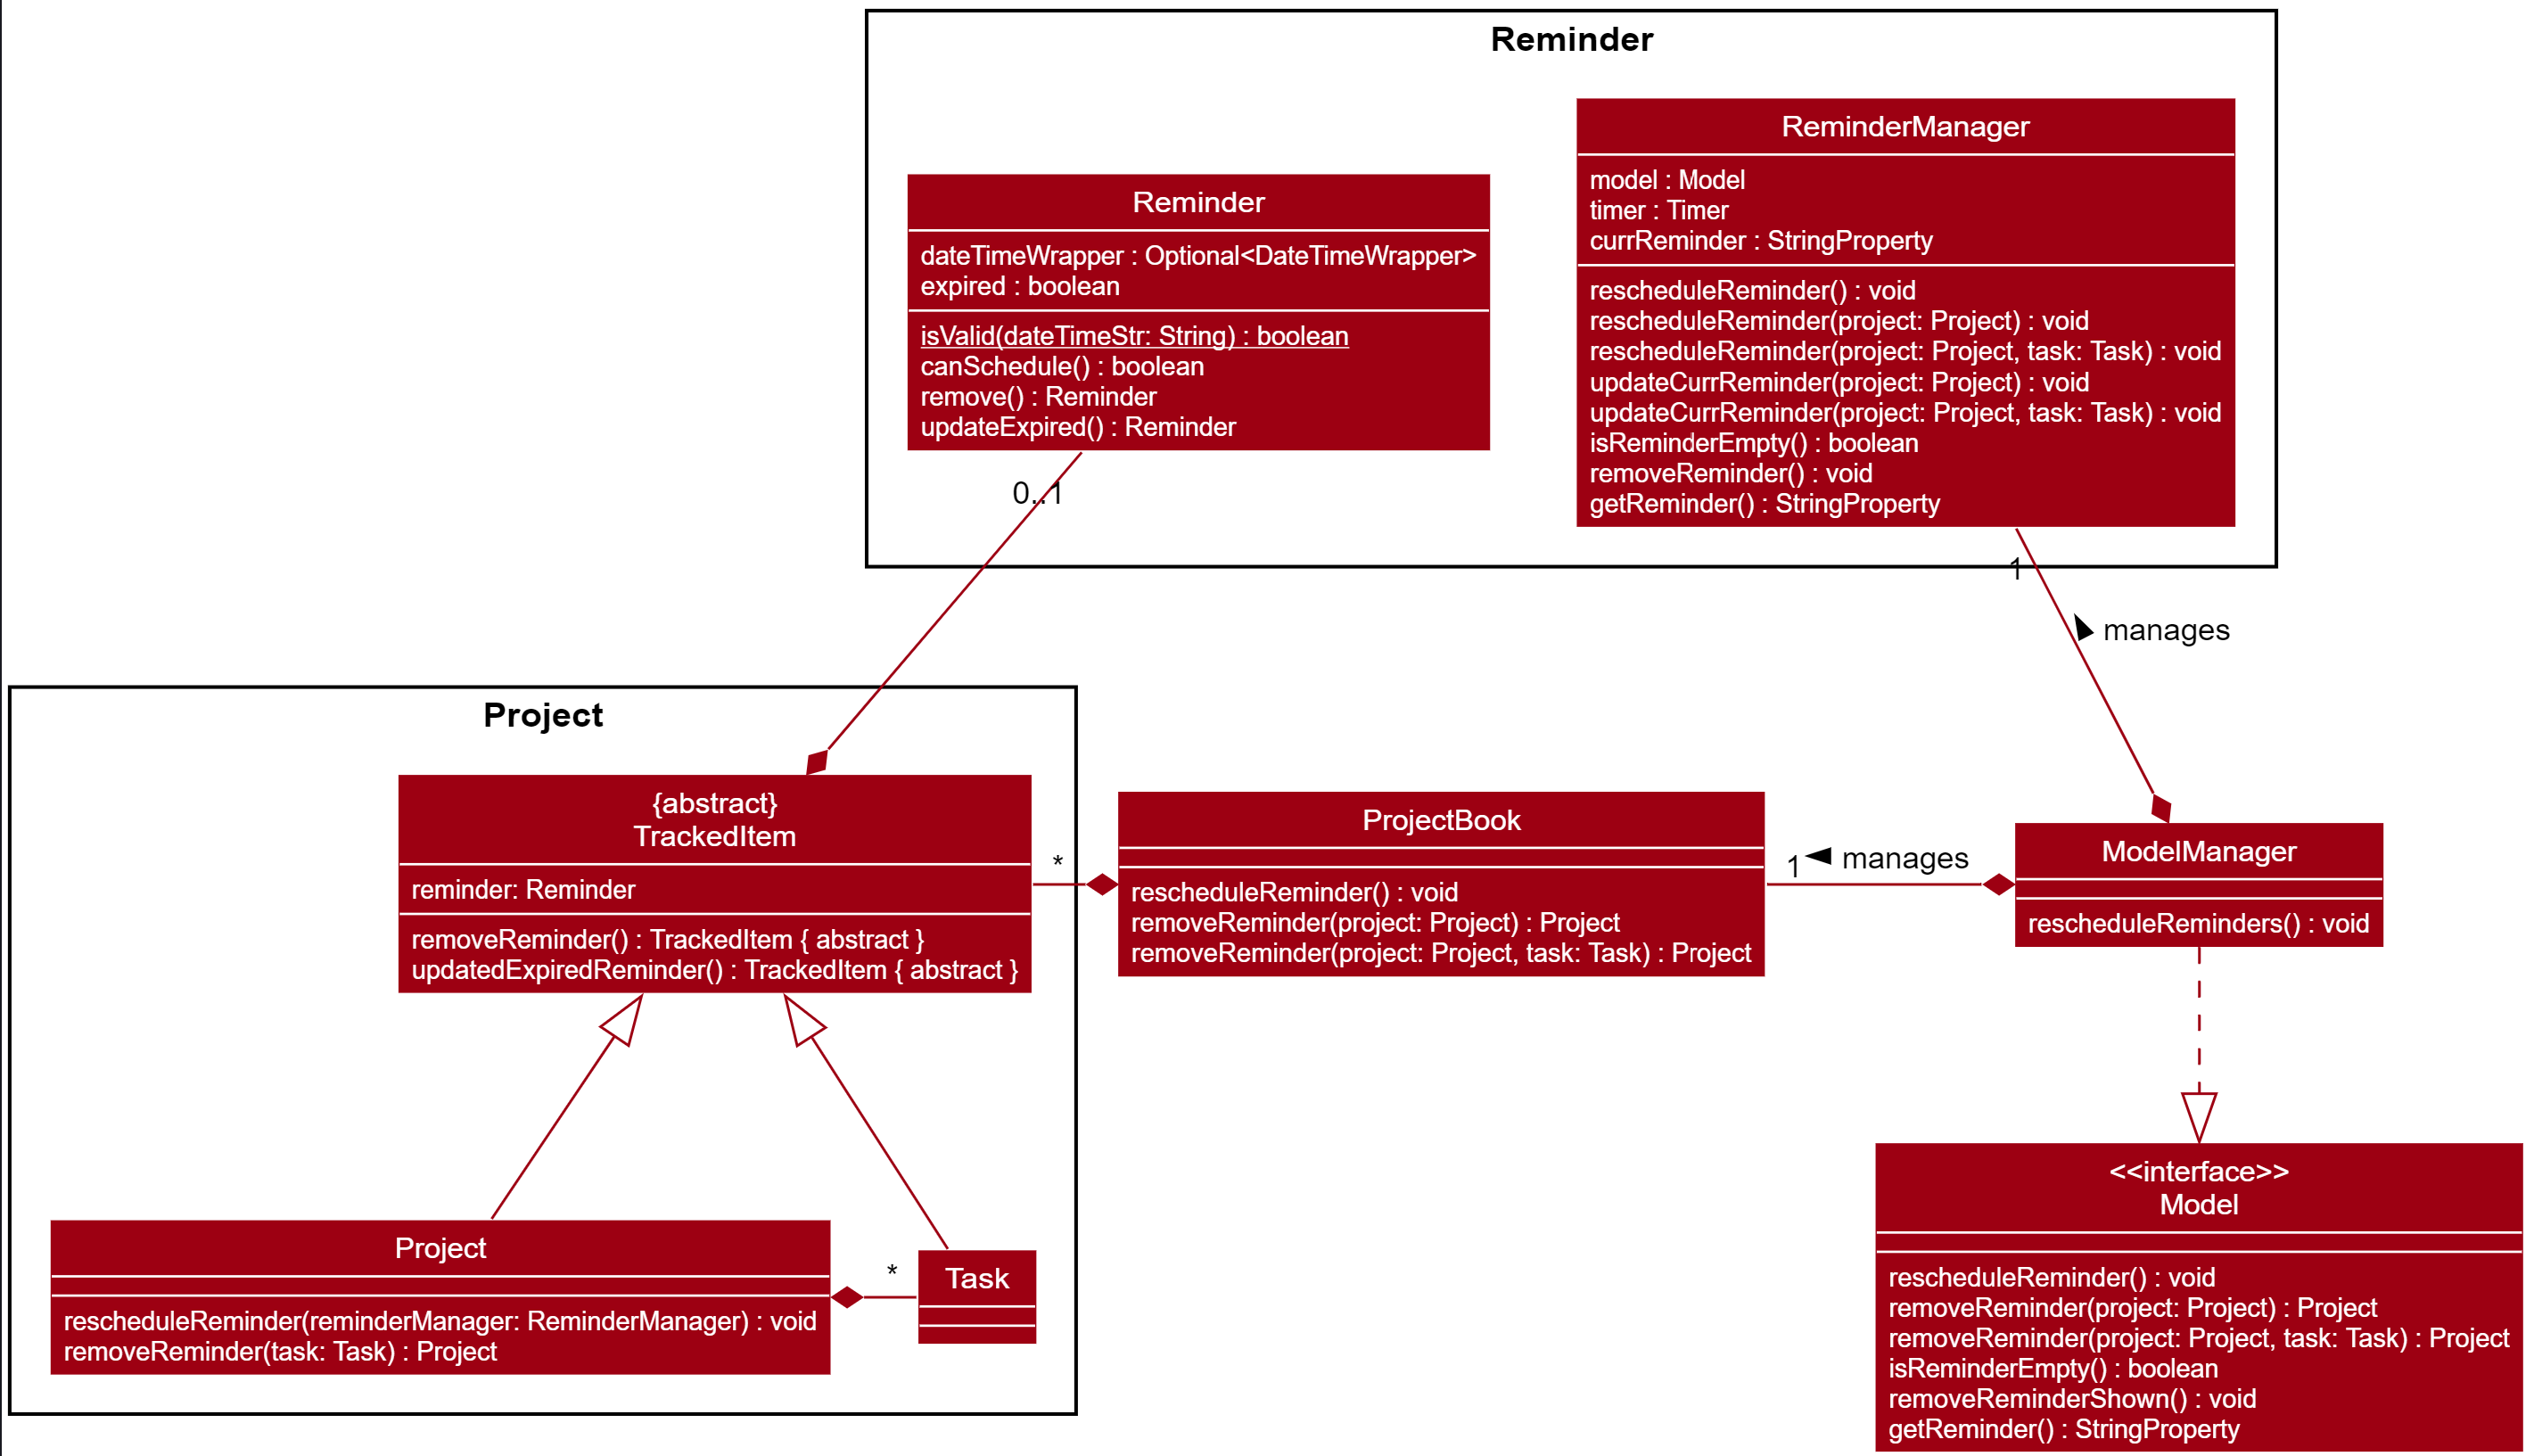 Reminder
ReminderManager
model : Model
timer : Timer
currReminder : StringProperty
rescheduleReminder() : void
rescheduleReminder(project: Project) : void
rescheduleReminder(project: Project, task: Task) : void
updateCurrReminder(project: Project) : void
updateCurrReminder(project: Project, task: Task) : void
isReminderEmpty() : boolean
removeReminder() : void
getReminder() : StringProperty
Reminder
dateTimeWrapper : Optional<DateTimeWrapper>
expired : boolean
isValid(dateTimeStr: String) : boolean
canSchedule() : boolean
remove() : Reminder
updateExpired() : Reminder
0..1
1
manages
Project
{abstract}
TrackedItem
reminder: Reminder
removeReminder() : TrackedItem { abstract }
updatedExpiredReminder() : TrackedItem { abstract }
*
ProjectBook
rescheduleReminder() : void
removeReminder(project: Project) : Project
removeReminder(project: Project, task: Task) : Project
1
manages
ModelManager
rescheduleReminders() : void
Project
rescheduleReminder(reminderManager: ReminderManager) : void
removeReminder(task: Task) : Project
*
Task
<<interface>>
Model
rescheduleReminder() : void
removeReminder(project: Project) : Project
removeReminder(project: Project, task: Task) : Project
isReminderEmpty() : boolean
removeReminderShown() : void
getReminder() : StringProperty